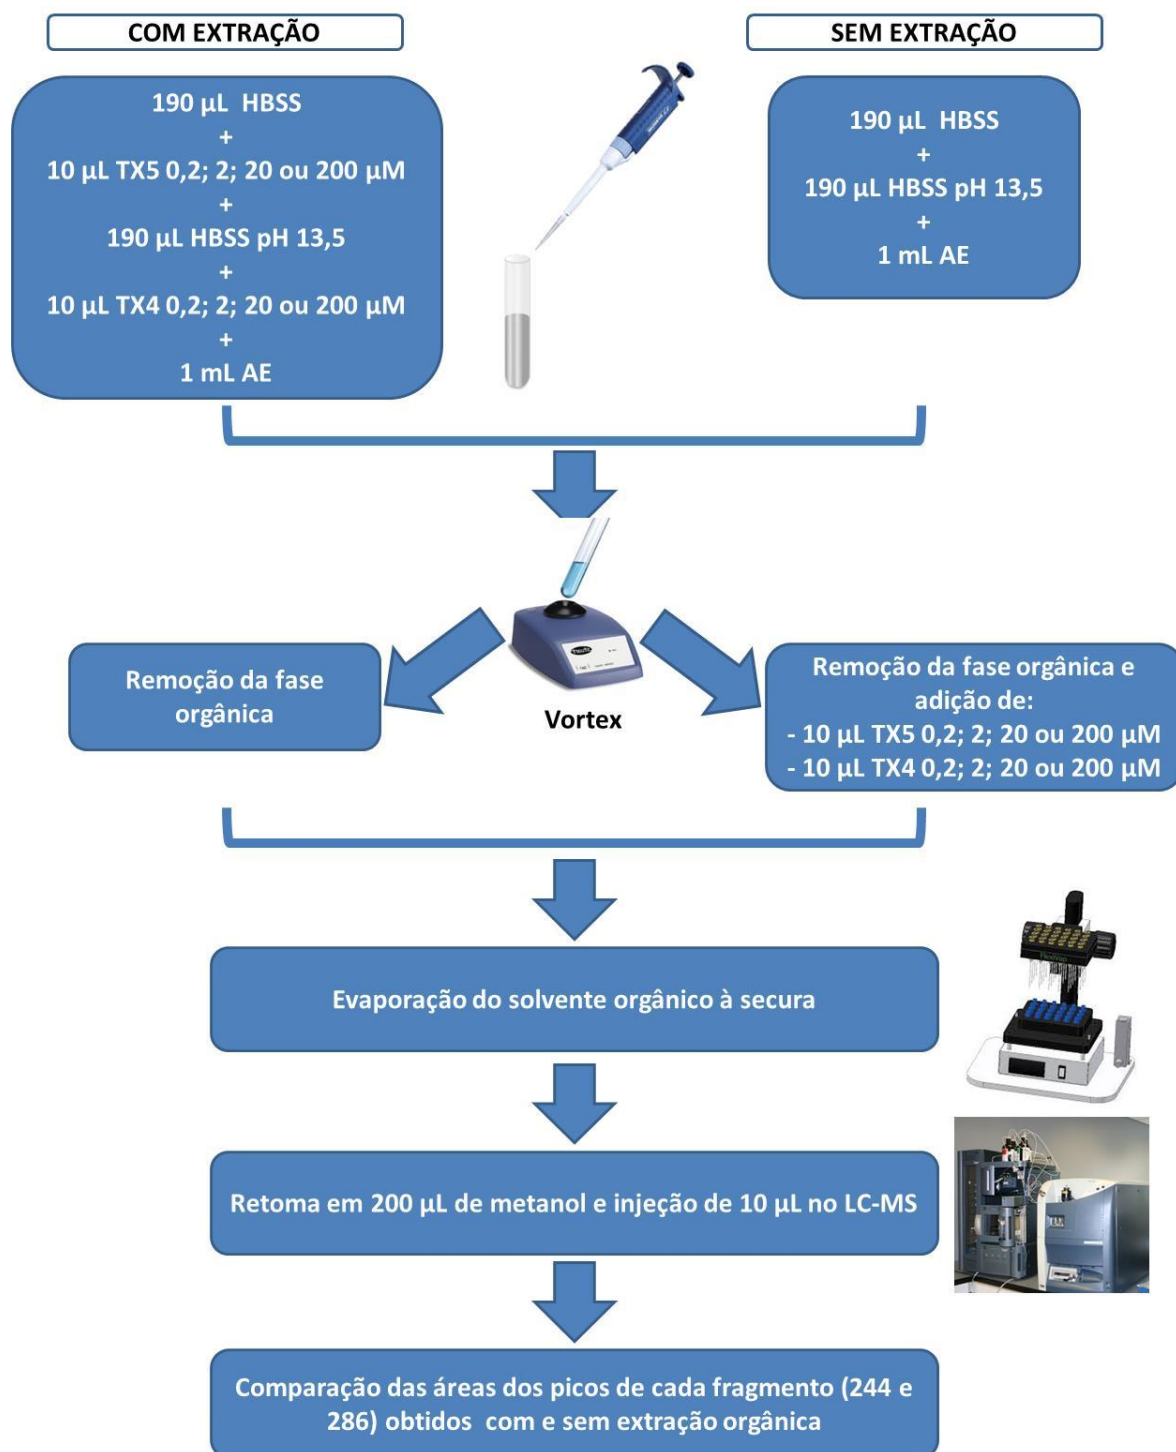 COM EXTRAÇÃO
190 µL HBSS
+
10 µL TX5 0,2; 2; 20 ou 200 µM
+
190 µL HBSS pH 13,5
+
10 µL TX4 0,2; 2; 20 ou 200 µM
+
1 mL AE
SEM EXTRAÇÃO
190 µL HBSS
+
190 µL HBSS pH 13,5
+
1 mL AE
Vortex
Remoção da fase
orgânica
Remoção da fase orgânica e
adição de:
- 10 µL TX5 0,2; 2; 20 ou 200 µM
- 10 µL TX4 0,2; 2; 20 ou 200 µM
Evaporação do solvente orgânico à secura
Retoma em 200 µL de metanol e injeção de 10 µL no LC-MS
Comparação das áreas dos picos de cada fragmento (244 e
286) obtidos com e sem extração orgânica